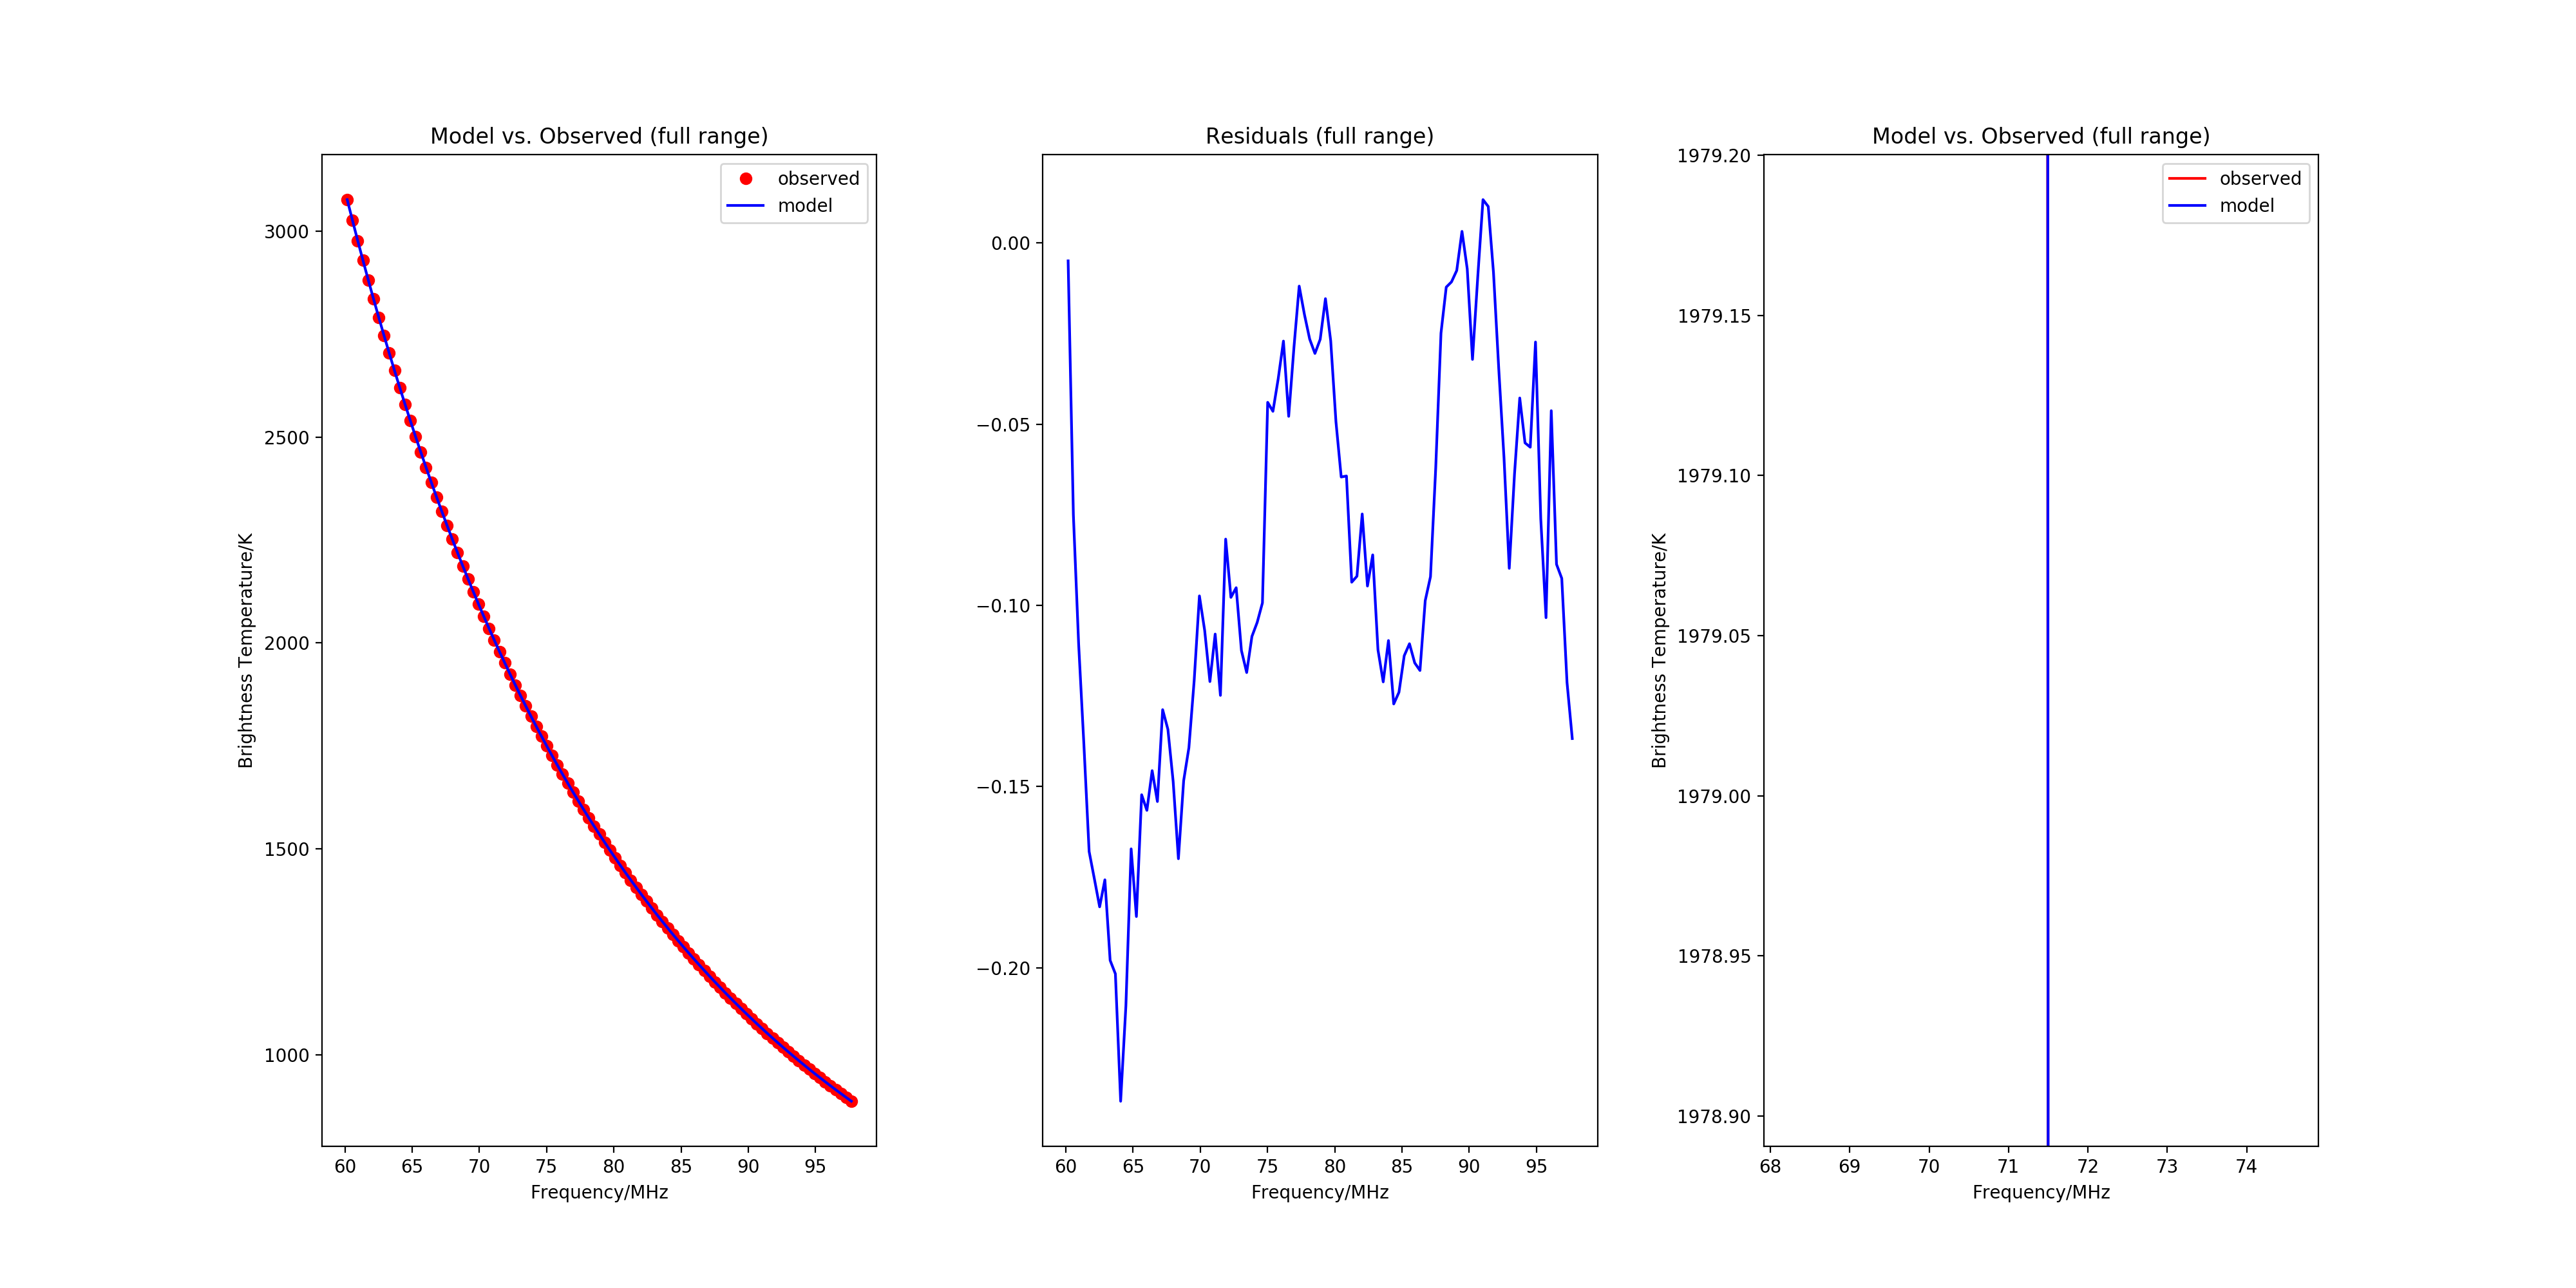 Model vs. Observed (full range)
observed
model
3000
2500
2000
1500
1000
Brightness Temperature/K
60 65 70 75 80 85 90 95
Frequency/MHz
Residuals (full range)
0.00
−0.05
−0.10
−0.15
−0.20
60 65 70 75 80 85 90 95
Frequency/MHz
Model vs. Observed (full range)
observed
model
1979.20
1979.15
1979.10
1979.05
1979.00
1978.95
1978.90
Brightness Temperature/K
68 69 70 71 72 73 74
Frequency/MHz